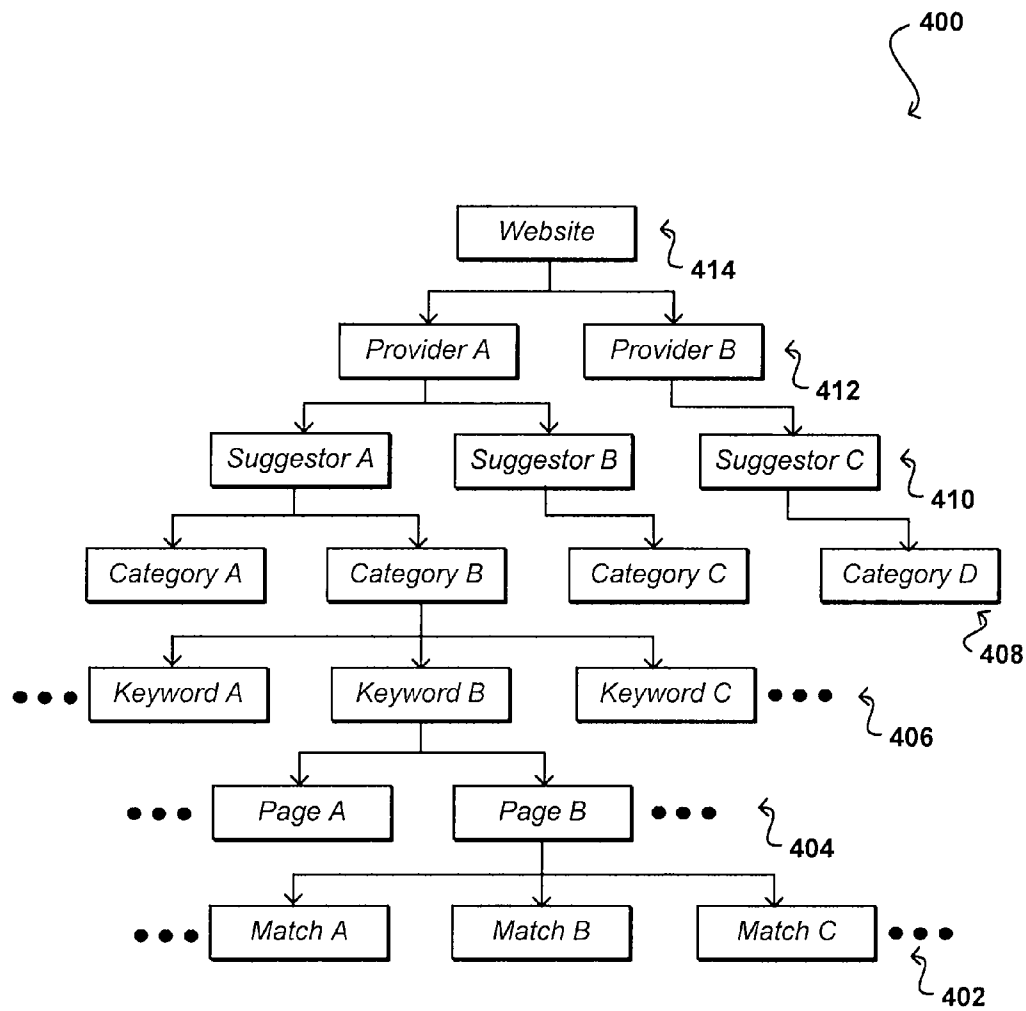 400
Website
414
Provider A Provider B
412
Suggestor A Suggestor B Suggestor C
410
Category A Category B Category C Category D
408
Keyword A Keyword B Keyword C
406
Page A Page B
404
Match A Match B Match C
402